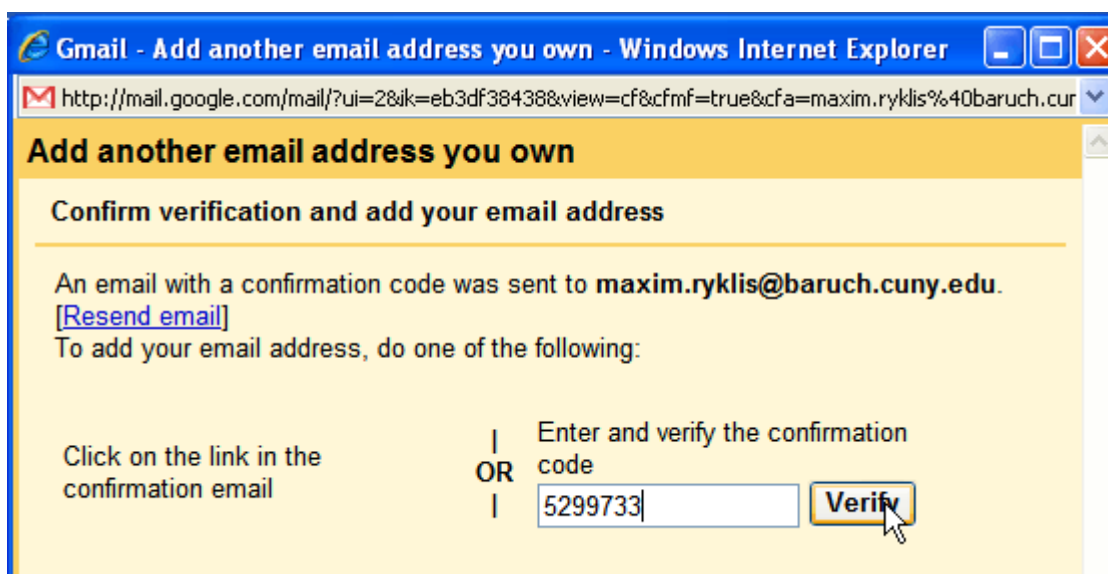 Gmail - Add another email address you own - Windows Internet Explorer
http://mail.google.com/mail/?ui=2&ik=eb3df38438&view=cf&cfmf=true&cfa=maxim.ryklis%40baruch.cur
Add another email address you own
Confirm verification and add your email address
An email with a confirmation code was sent to maxim.ryklis@baruch.cuny.edu.
[Resend email]
To add your email address, do one of the following:
Click on the link in the
confirmation email
|
OR
|
Enter and verify the confirmation
code
5299733
Verify